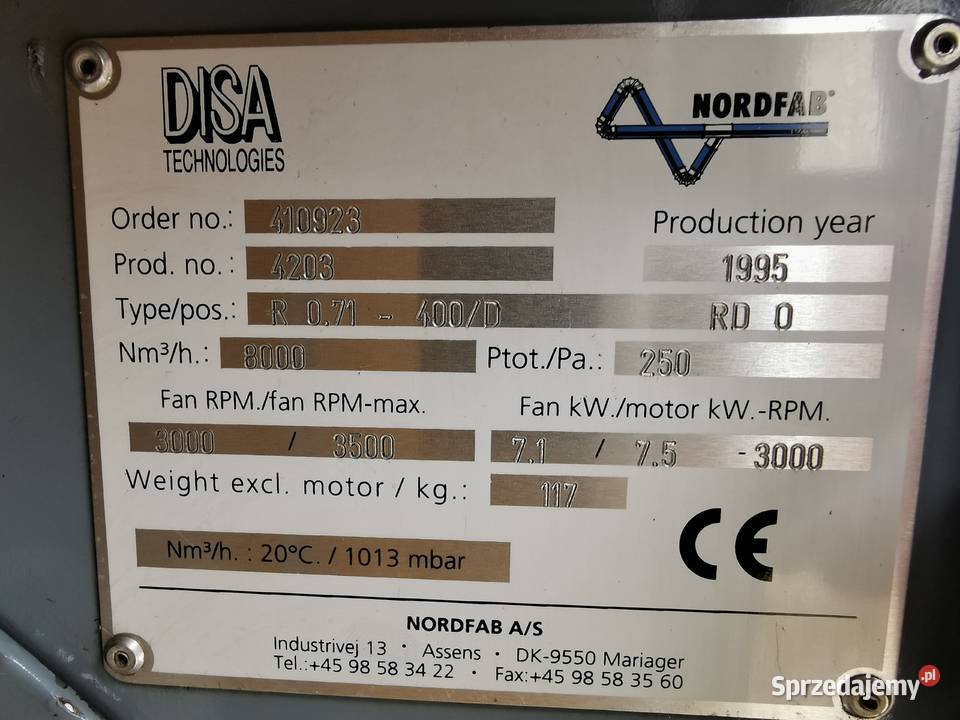 DISA
TECHNOLOGIES
NORDFAB®
Order no.: 410923
Production year
Prod. no. : 4203
1995
Type/pos.: R 0.71 - 400/D RD 0
Nm³/h.: 8000 Ptot./Pa.: 250
Fan RPM./fan RPM-max. Fan kW./motor kW.-RPM.
3000 / 3500 7.1 / 7.5 - 3000
Weight excl. motor / kg.: 117
CE
Nm³/h. : 20°C. / 1013 mbar
NORDFAB A/S
Industrivej 13 · Assens · DK-9550 Mariager
Tel.:+45 98 58 34 22 · Fax:+45 98 58 35 60
Sprzedajemy.pl